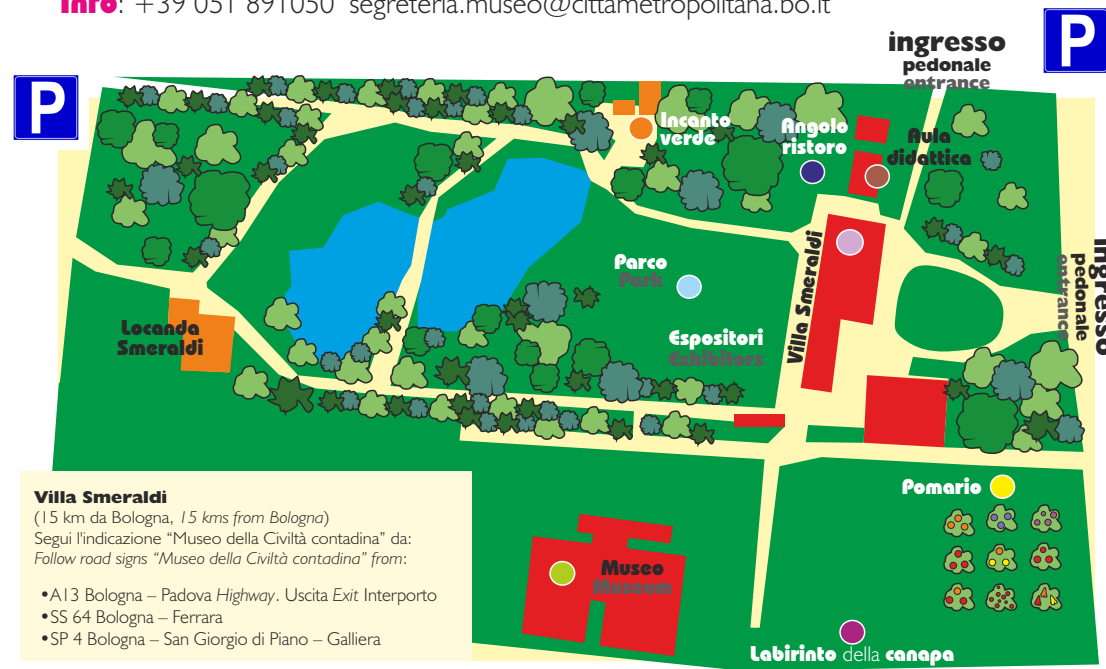 Info: +39 051 891050 segreteria.museo@cittametropolitana.bo.it
P
ingresso
pedonale
entrance
P
Incanto
verde
Angolo
ristoro
Aula
didattica
ingresso
pedonale
entrance
Parco
Park
Villa Smeraldi
Locanda
Smeraldi
Espositori
Exhibitors
Pomario
Museo
Museum
Labirinto della canapa
Villa Smeraldi
(15 km da Bologna, 15 kms from Bologna)
Segui l'indicazione “Museo della Civiltà contadina” da:
Follow road signs “Museo della Civiltà contadina” from:
•A13 Bologna – Padova Highway. Uscita Exit Interporto
•SS 64 Bologna – Ferrara
•SP 4 Bologna – San Giorgio di Piano – Galliera